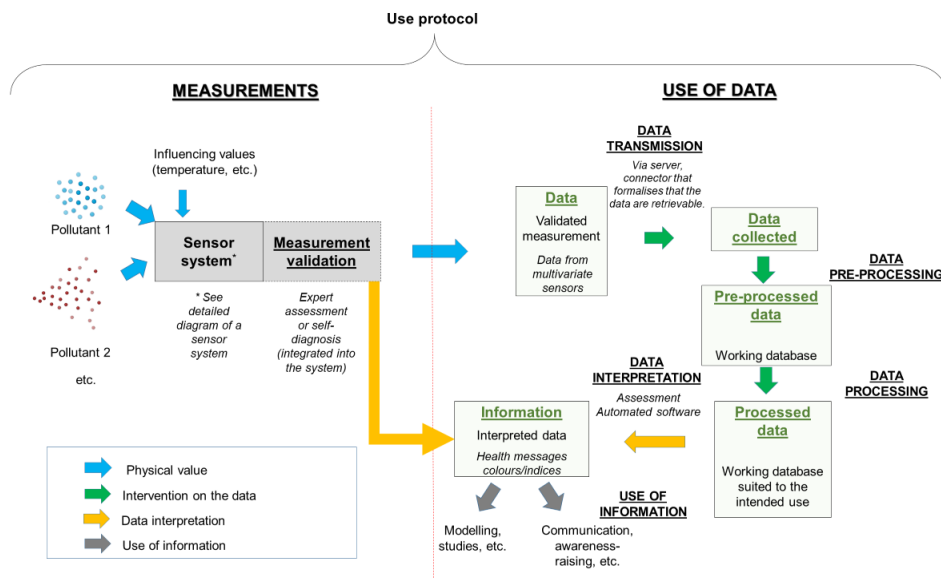 Use protocol
MEASUREMENTS
Influencing values
(temperature, etc.)
Pollutant 1
Pollutant 2
etc.
Sensor
system*
Measurement
validation
* See
detailed
diagram of a
sensor
system
Expert
assessment
or self-
diagnosis
(integrated into
the system)
USE OF DATA
Data
Validated
measurement
Data from
multivariate
sensors
DATA
TRANSMISSION
Via server,
connector that
formalises that the
data are retrievable.
Data
collected
DATA
PRE-PROCESSING
Pre-processed
data
Working database
DATA
PROCESSING
Processed
data
Working database
suited to the
intended use
DATA
INTERPRETATION
Assessment
Automated software
Information
Interpreted data
Health messages
colours/indices
USE OF
INFORMATION
Modelling,
studies, etc.
Communication,
awareness-
raising, etc.
Physical value
Intervention on the data
Data interpretation
Use of information